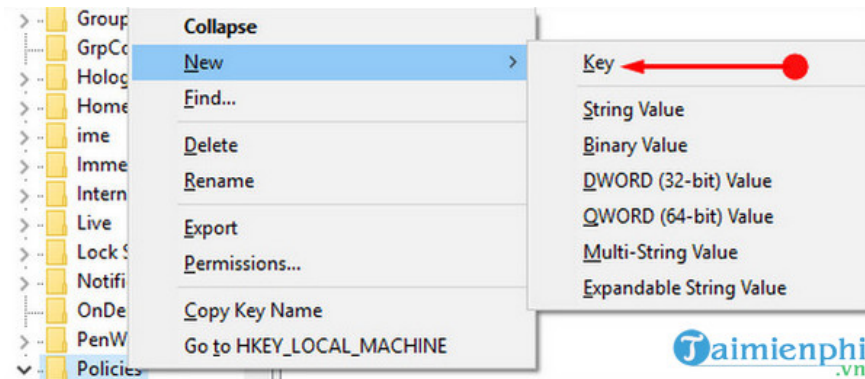 Group
GrpCo
Holog
Home
ime
Imme
Intern
Live
Lock S
Notifi
OnDe
PenW
Policies
Collapse
New
Find...
Delete
Rename
Export
Permissions...
Copy Key Name
Go to HKEY_LOCAL_MACHINE
Key
String Value
Binary Value
DWORD (32-bit) Value
QWORD (64-bit) Value
Multi-String Value
Expandable String Value
Taimienphi
.vn